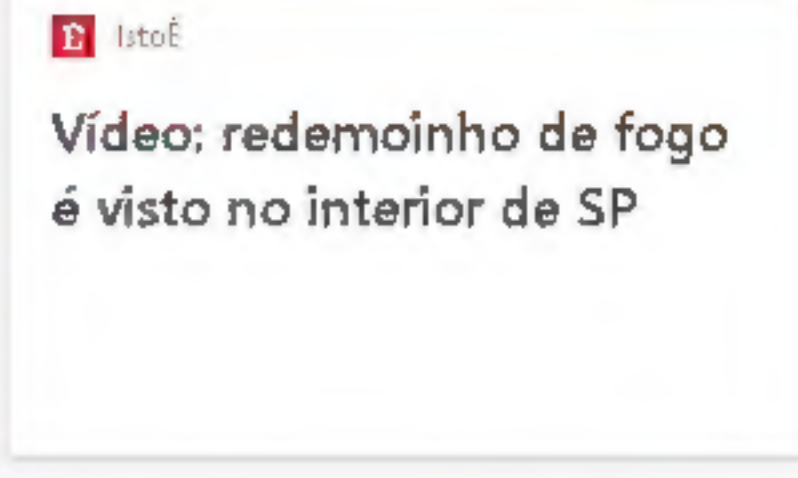 E IstoÉ
Vídeo: redemoinho de fogo
é visto no interior de SP